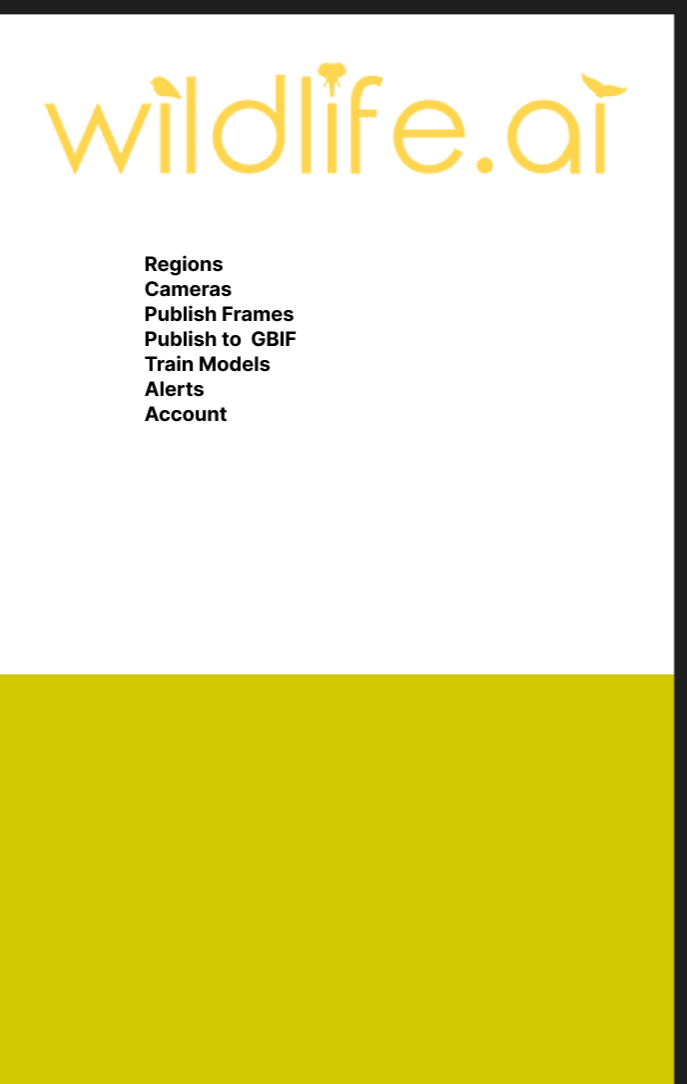 wildlife.ai
Regions
Cameras
Publish Frames
Publish to  GBIF
Train Models
Alerts
Account